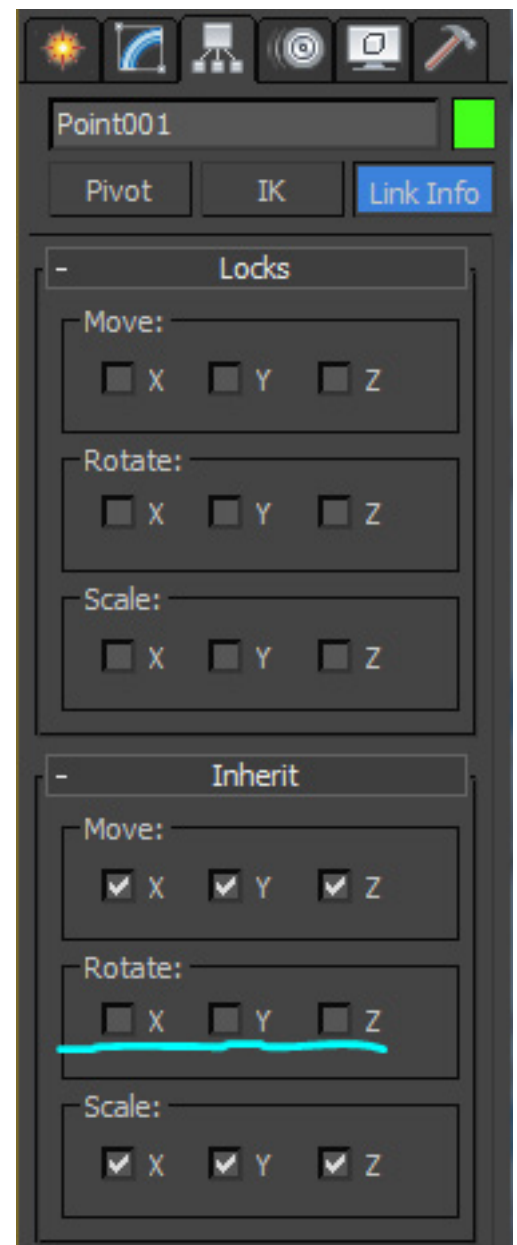 Point001
Pivot IK Link Info
- Locks
Move:
X Y Z
Rotate:
X Y Z
Scale:
X Y Z
- Inherit
Move:
X Y Z
Rotate:
X Y Z
Scale:
X Y Z